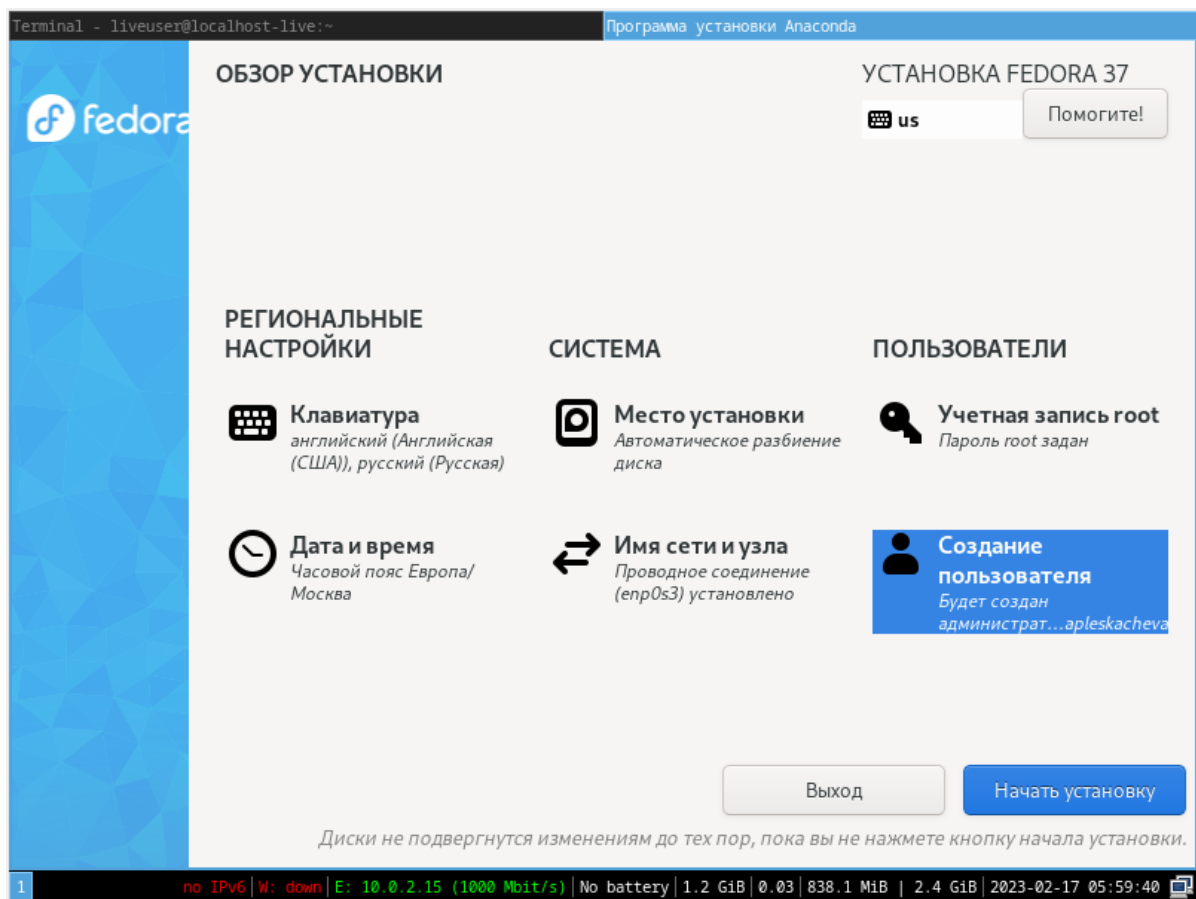 Terminal - liveuser@localhost-live:~
Программа установки Anaconda
fedora
ОБЗОР УСТАНОВКИ
УСТАНОВКА FEDORA 37
us
Помогите!
РЕГИОНАЛЬНЫЕ
НАСТРОЙКИ
Клавиатура
английский (Английская
(США)), русский (Русская)
Дата и время
Часовой пояс Европа/
Москва
СИСТЕМА
Место установки
Автоматическое разбиение
диска
Имя сети и узла
Проводное соединение
(enp0s3) установлено
ПОЛЬЗОВАТЕЛИ
Учетная запись root
Пароль root задан
Создание
пользователя
Будет создан
администрат...apleskacheva
Выход
Начать установку
Диски не подвергнутся изменениям до тех пор, пока вы не нажмете кнопку начала установки.
1
no IPv6|W: down|E: 10.0.2.15 (1000 Mbit/s)|No battery|1.2 GiB|0.03|838.1 MiB | 2.4 GiB|2023-02-17 05:59:40